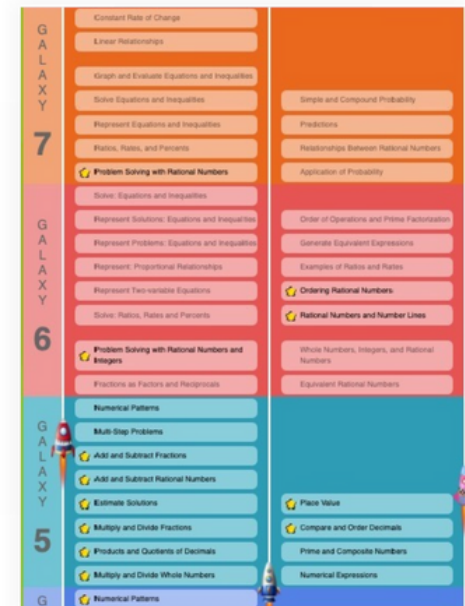 GALAXY
7
Constant Rate of Change
Linear Relationships
Graph and Evaluate Equations and Inequalities
Solve Equations and Inequalities
Represent Equations and Inequalities
Ratios, Rates, and Percents
Problem Solving with Rational Numbers
Simple and Compound Probability
Predictions
Relationships Between Rational Numbers
Application of Probability
GALAXY
6
Solve: Equations and Inequalities
Represent Solutions: Equations and Inequalities
Represent Problems: Equations and Inequalities
Represent: Proportional Relationships
Represent Two-variable Equations
Solve: Ratios, Rates and Percents
Problem Solving with Rational Numbers and
Integers
Fractions as Factors and Reciprocals
Order of Operations and Prime Factorization
Generate Equivalent Expressions
Examples of Ratios and Rates
Ordering Rational Numbers
Rational Numbers and Number Lines
Whole Numbers, Integers, and Rational
Numbers
Equivalent Rational Numbers
GALAXY
5
Numerical Patterns
Multi-Step Problems
Add and Subtract Fractions
Add and Subtract Rational Numbers
Estimate Solutions
Multiply and Divide Fractions
Products and Quotients of Decimals
Multiply and Divide Whole Numbers
Place Value
Compare and Order Decimals
Prime and Composite Numbers
Numerical Expressions
G
Numerical Patterns